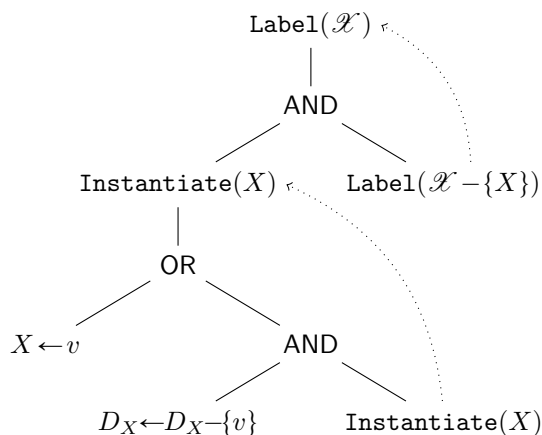 Label(𝒳)
AND
Instantiate(X) Label(𝒳−{X})
OR
X←v AND
D_X←D_X−{v} Instantiate(X)